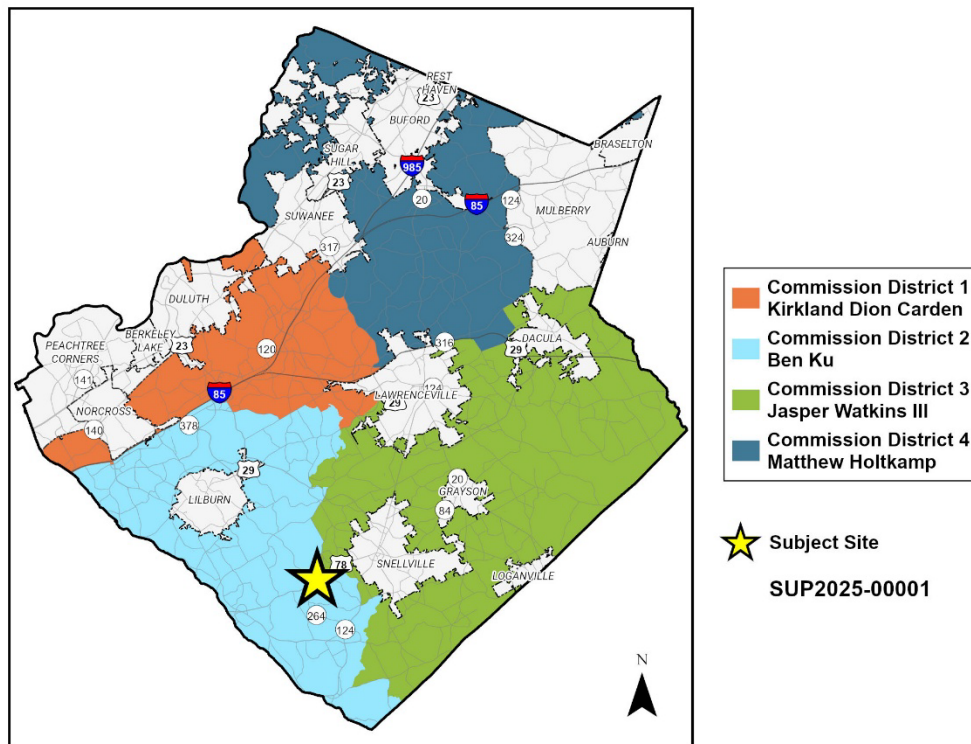 REST
HAVEN
23
BUFORD
BRASELTON
SUGAR
HILL
23
985
20
85
124
MULBERRY
SUWANEE
324
AUBURN
317
DULUTH
BERKELEY
LAKE
23
PEACHTREE
CORNERS
141
120
316
29
DACULA
85
124
LAWRENCEVILLE
29
NORCROSS
140
378
29
LILBURN
20
GRAYSON
84
78
SNELLVILLE
LOGANVILLE
264
124
N
Commission District 1
Kirkland Dion Carden
Commission District 2
Ben Ku
Commission District 3
Jasper Watkins III
Commission District 4
Matthew Holtkamp
Subject Site
SUP2025-00001